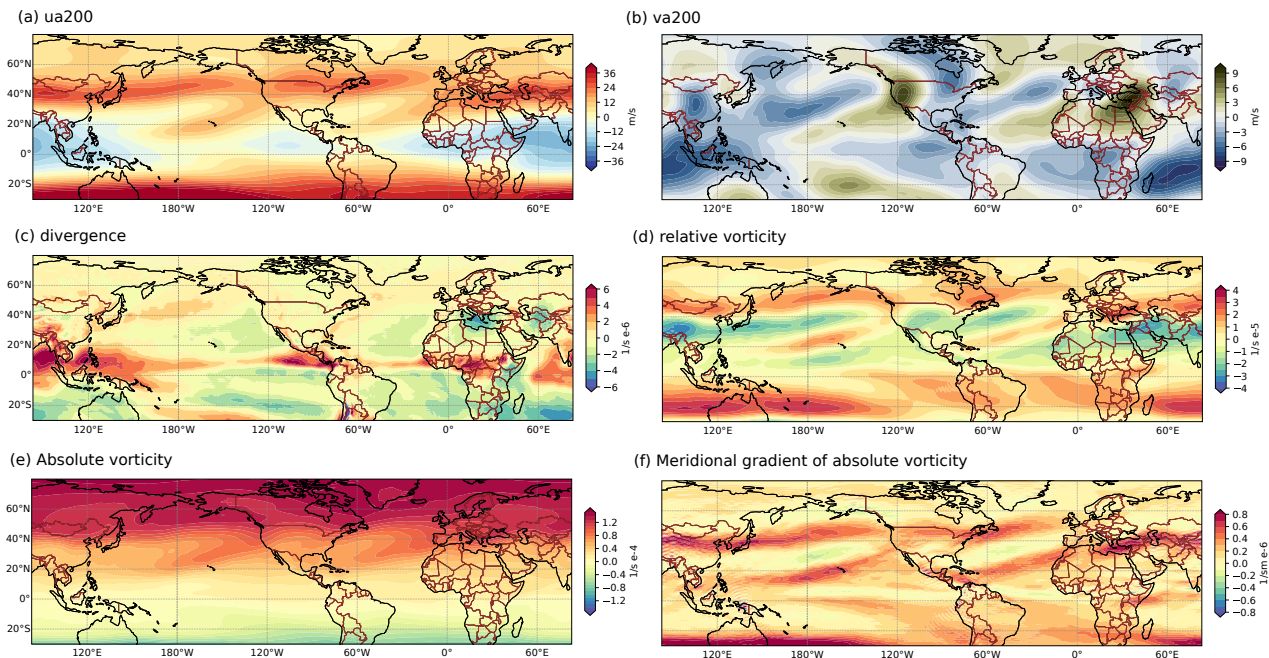 (a) ua200
60°N
40°N
20°N
0°
20°S
120°E 180°W 120°W 60°W 0° 60°E
36
24
12
0
−12
−24
−36
m/s
(b) va200
120°E 180°W 120°W 60°W 0° 60°E
9
6
3
0
−3
−6
−9
m/s
(c) divergence
60°N
40°N
20°N
0°
20°S
120°E 180°W 120°W 60°W 0° 60°E
6
4
2
0
−2
−4
−6
1/s e-6
(d) relative vorticity
120°E 180°W 120°W 60°W 0° 60°E
4
3
2
1
0
−1
−2
−3
−4
1/s e-5
(e) Absolute vorticity
60°N
40°N
20°N
0°
20°S
120°E 180°W 120°W 60°W 0° 60°E
1.2
0.8
0.4
0.0
−0.4
−0.8
−1.2
1/s e-4
(f) Meridional gradient of absolute vorticity
120°E 180°W 120°W 60°W 0° 60°E
0.8
0.6
0.4
0.2
0.0
−0.2
−0.4
−0.6
−0.8
1/sm e-6